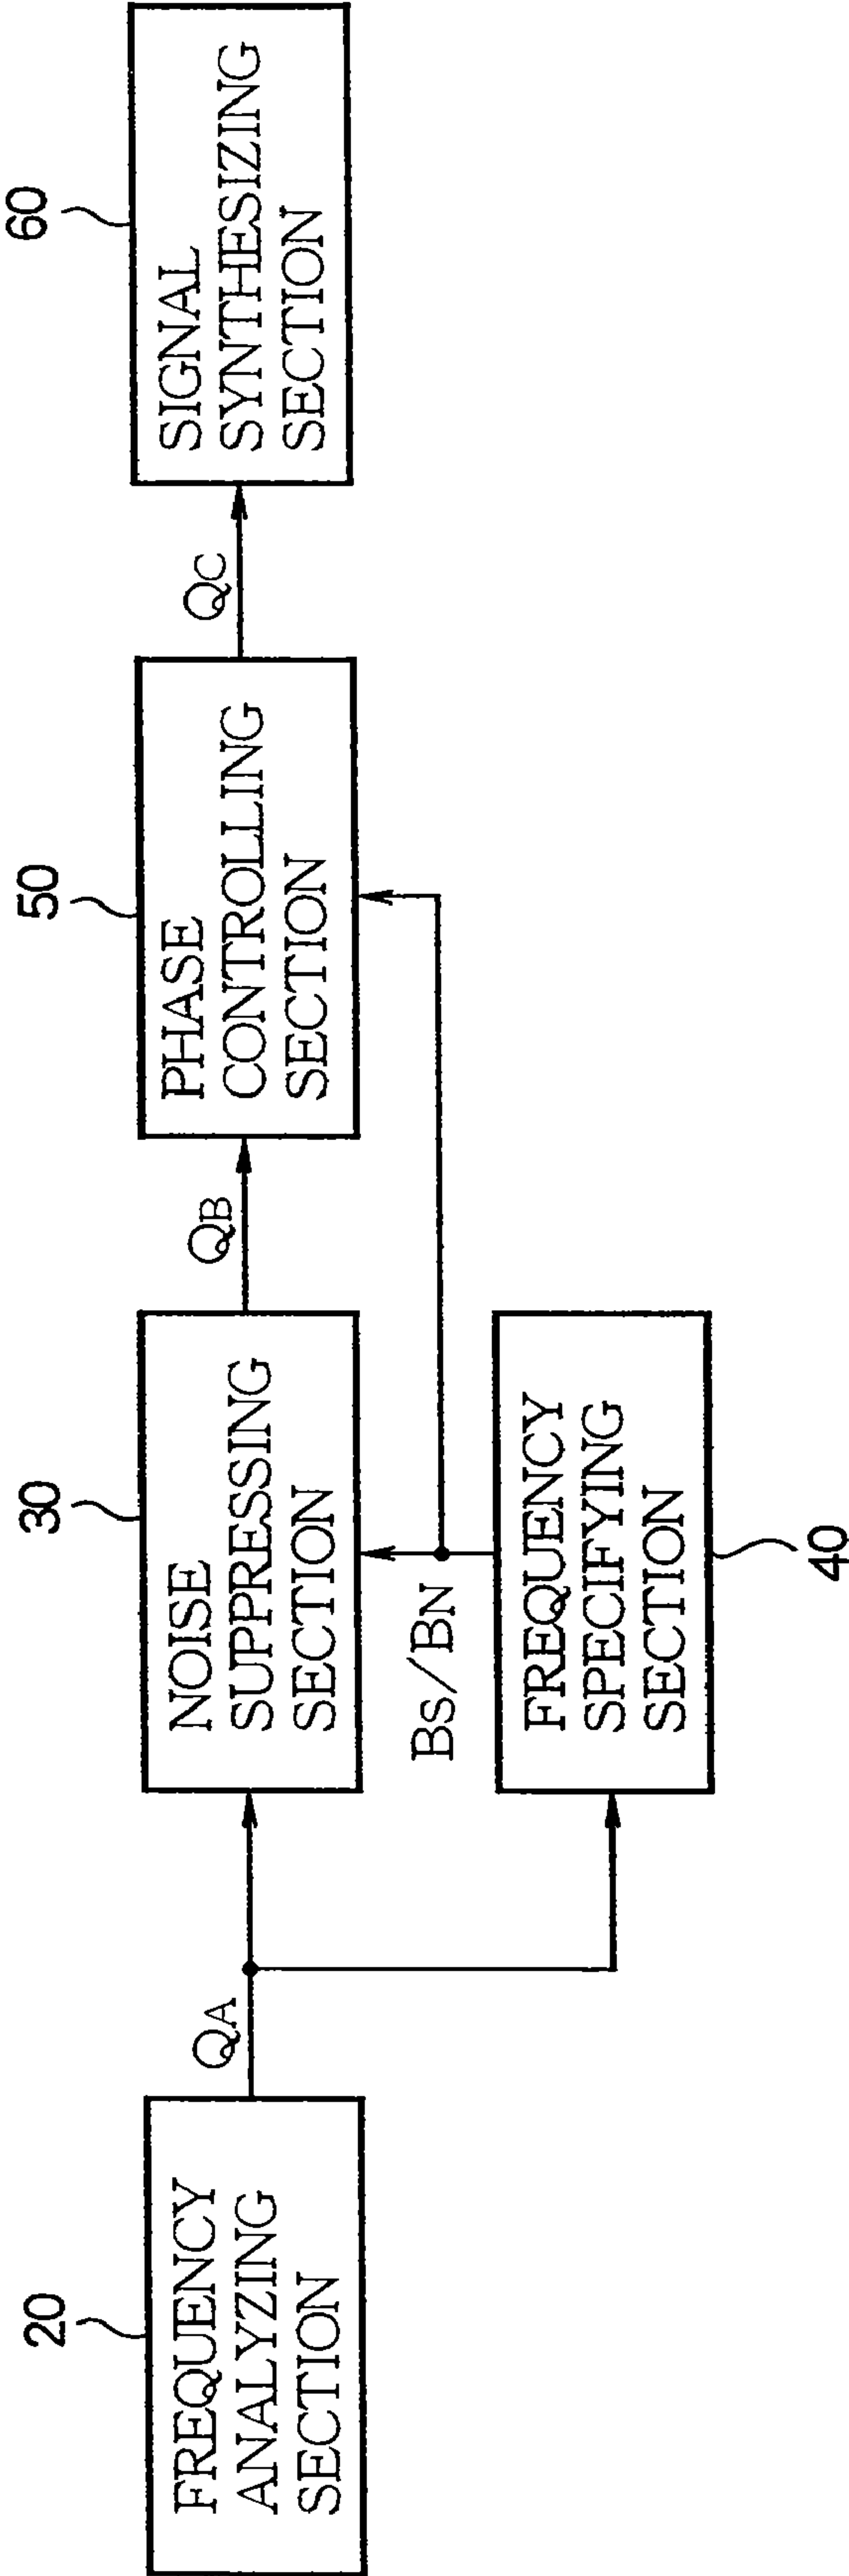 20
FREQUENCY
ANALYZING
SECTION
QA
30
NOISE
SUPPRESSING
SECTION
BS/BN
FREQUENCY
SPECIFYING
SECTION
40
QB
50
PHASE
CONTROLLING
SECTION
QC
60
SIGNAL
SYNTHESIZING
SECTION